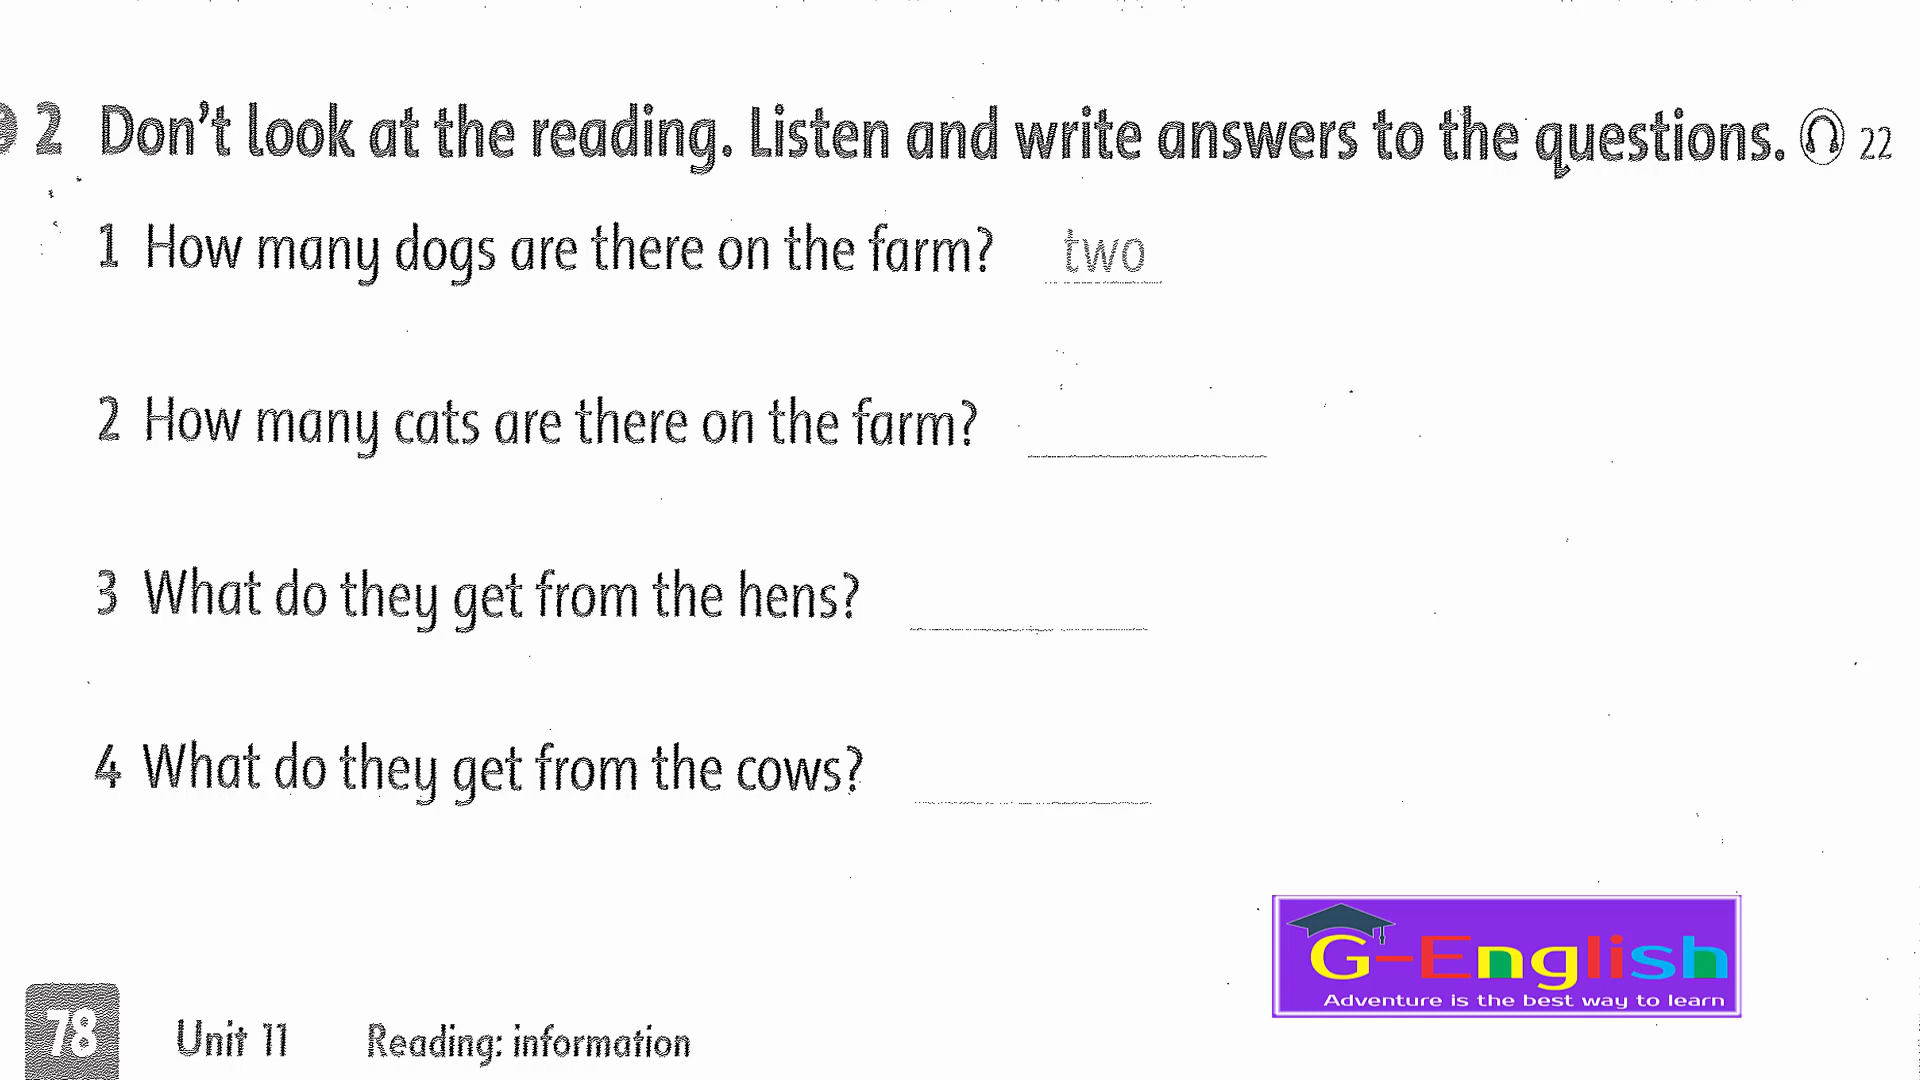 2 Don't look at the reading. Listen and write answers to the questions. 22
1 How many dogs are there on the farm? two
2 How many cats are there on the farm?
3 What do they get from the hens?
4 What do they get from the cows?
G-English
Adventure is the best way to learn
78 Unit 11 Reading: information